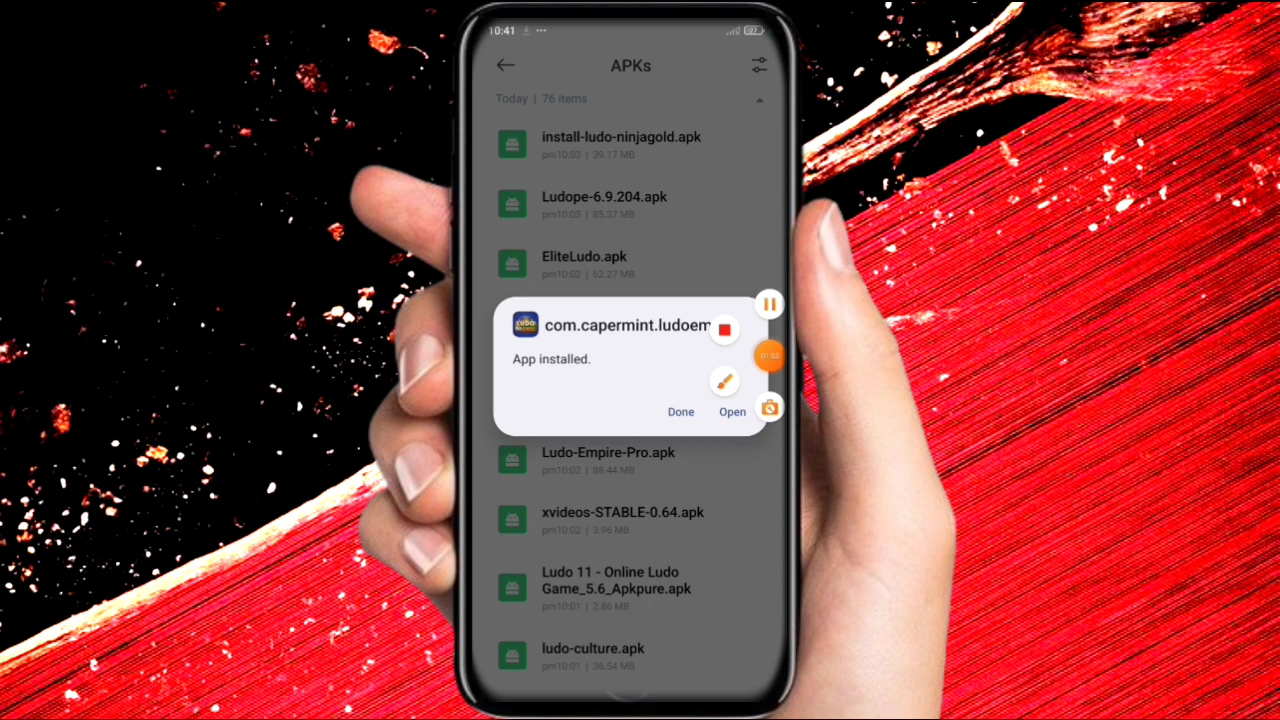 10:41
127
APKs
Today | 76 items
install-ludo-ninjagold.apk
pm10:03 | 39.17 MB
Ludope-6.9.204.apk
pm10:03 | 85.37 MB
EliteLudo.apk
pm10:02 | 62.27 MB
com.capermint.ludoem
App installed.
01:53
Done
Open
Ludo-Empire-Pro.apk
pm10:02 | 88.44 MB
xvideos-STABLE-0.64.apk
pm10:02 | 3.96 MB
Ludo 11 - Online Ludo
Game_5.6_Apkpure.apk
pm10:01 | 2.86 MB
ludo-culture.apk
pm10:01 | 36.54 MB